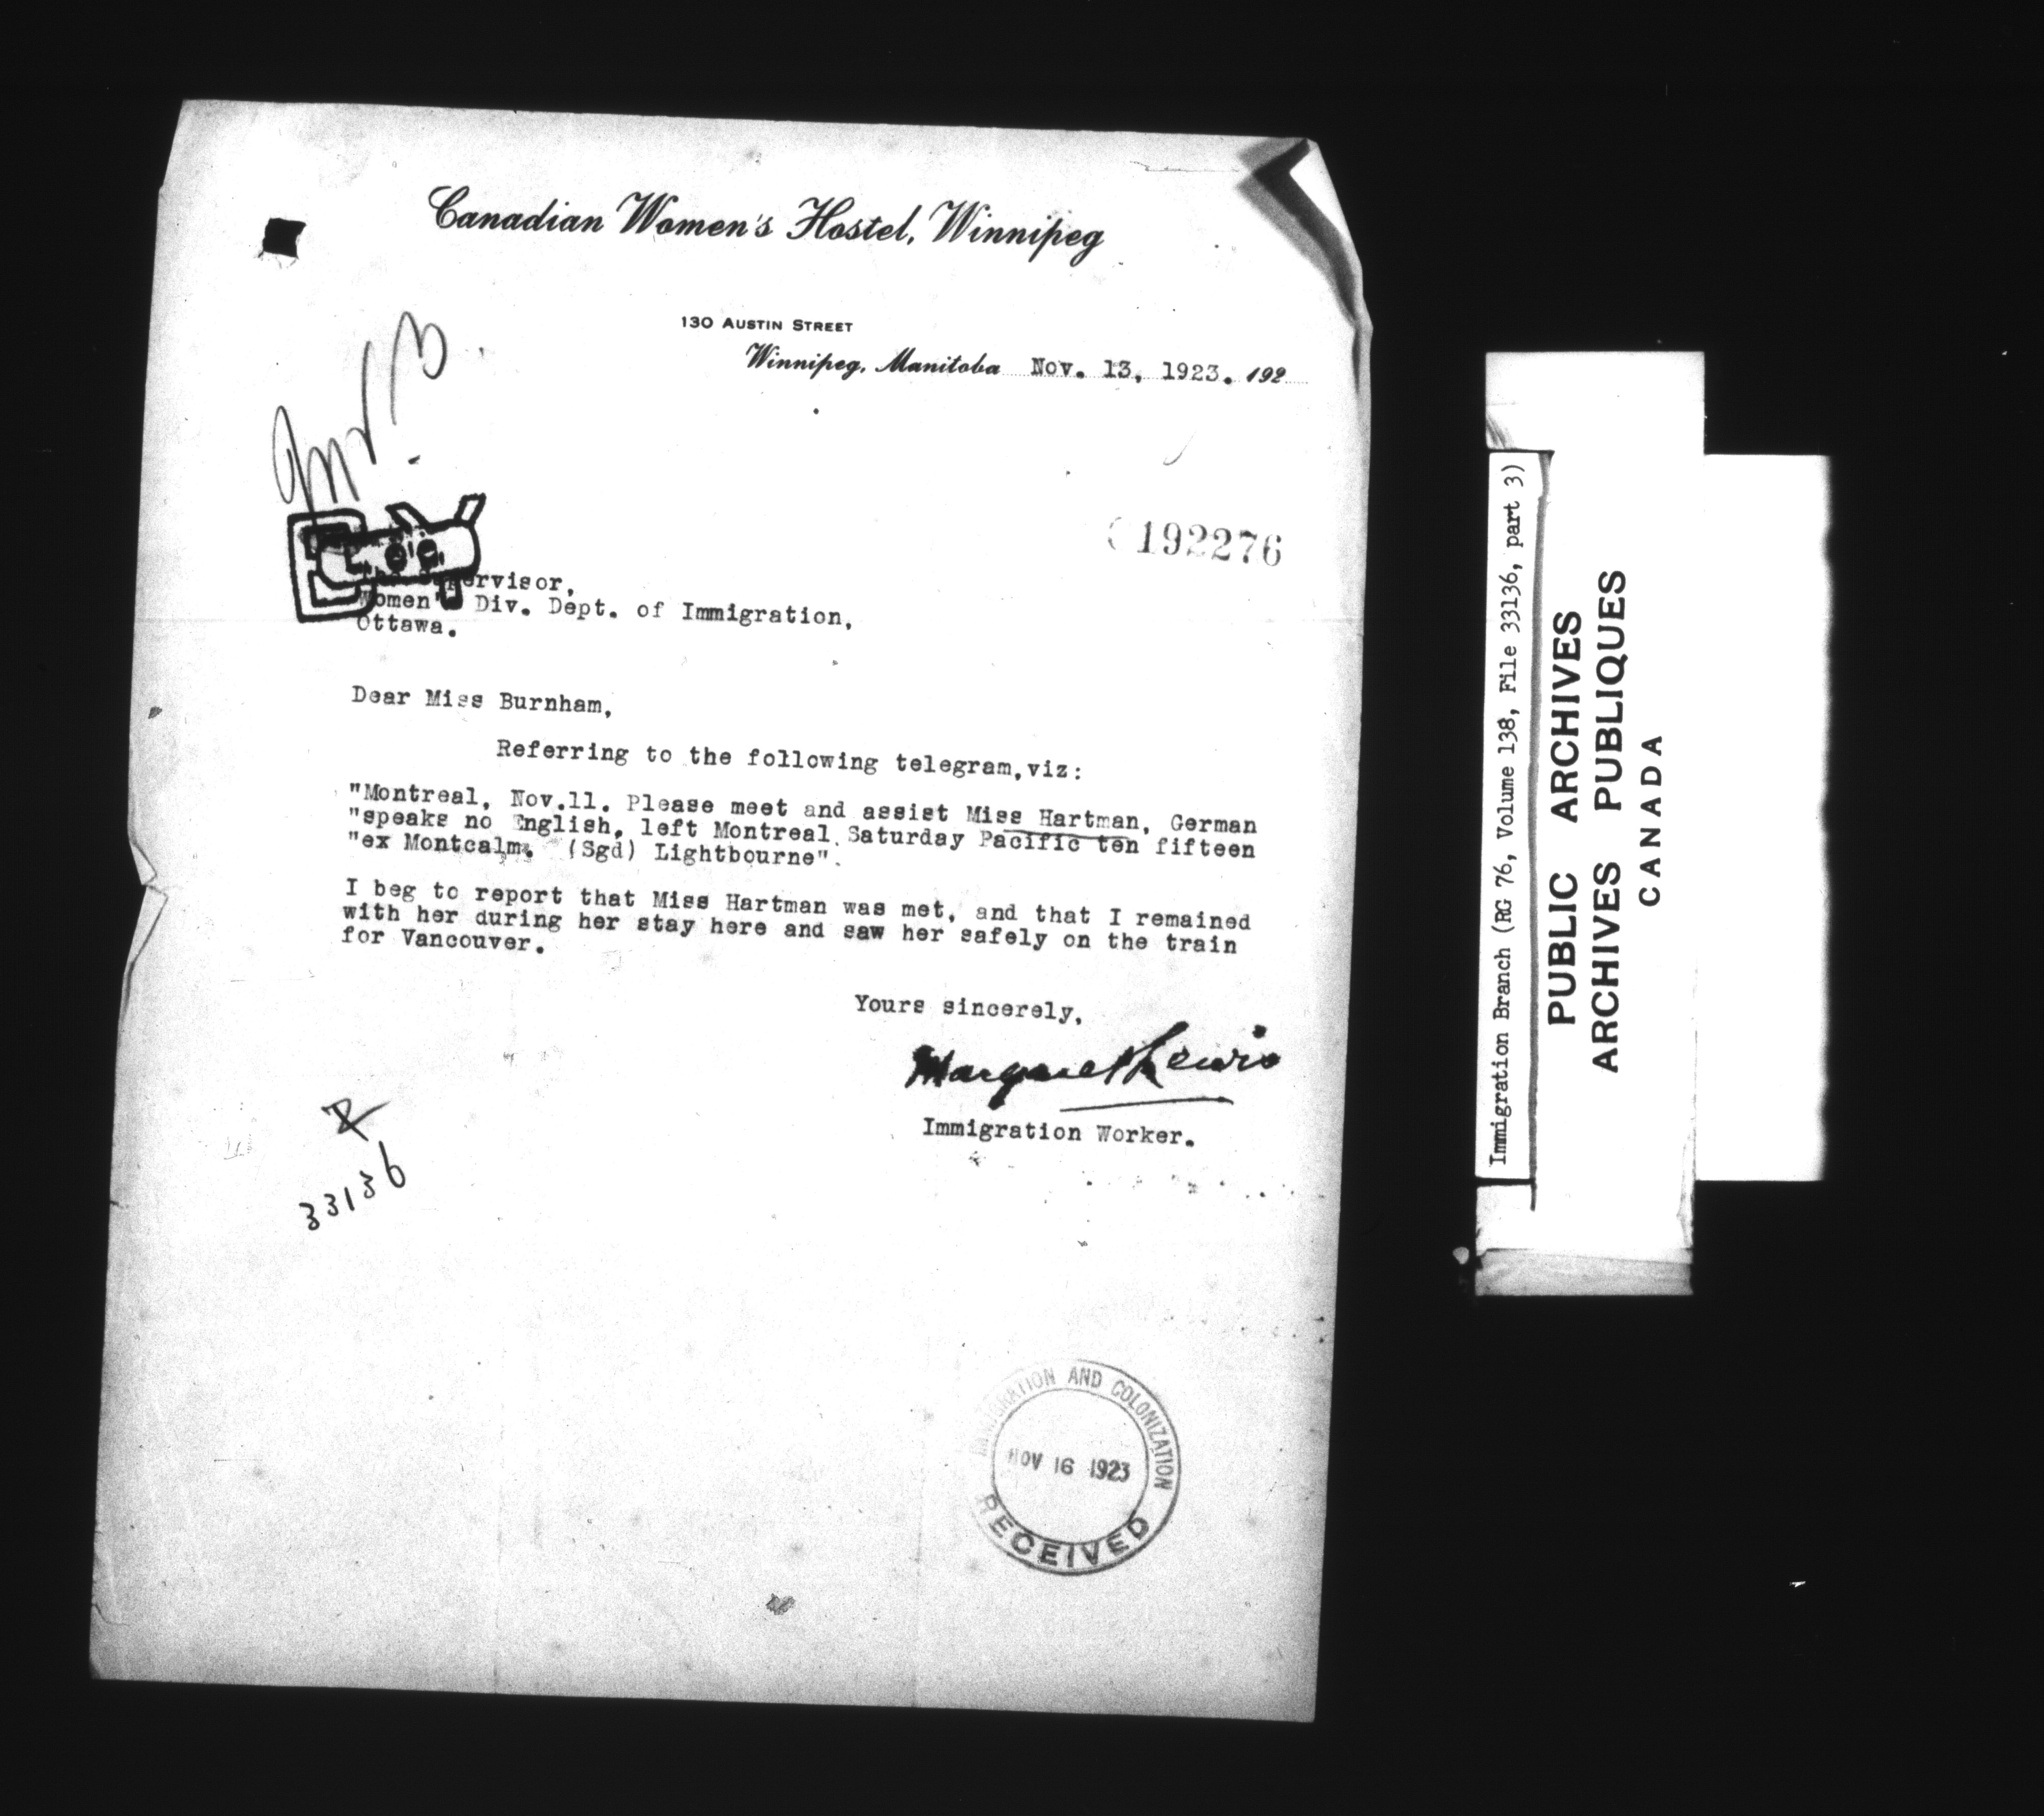 Canadian Women's Hostel, Winnipeg
130 AUSTIN STREET
Winnipeg, Manitoba Nov. 13, 1923. 192
192276
Supervisor,
Women's Div. Dept. of Immigration,
Ottawa.
Dear Miss Burnham,
Referring to the following telegram,viz:
"Montreal, Nov.11. Please meet and assist Miss Hartman, German
"speaks no English, left Montreal Saturday Pacific ten fifteen
"ex Montcalm. (Sgd) Lightbourne".
I beg to report that Miss Hartman was met, and that I remained
with her during her stay here and saw her safely on the train
for Vancouver.
Yours sincerely,
Margaret Lewis
Immigration Worker.
33136
IMMIGRATION AND COLONIZATION
NOV 16 1923
RECEIVED
Immigration Branch (RG 76, Volume 138, File 33136, part 3)
PUBLIC ARCHIVES
ARCHIVES PUBLIQUES
CANADA